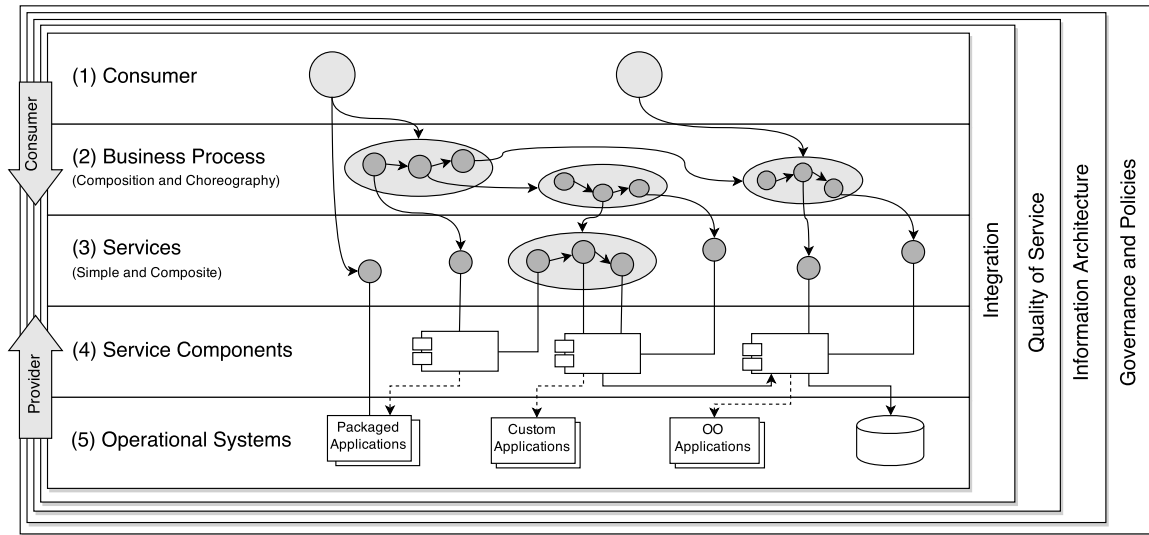 (1) Consumer
(2) Business Process
(Composition and Choreography)
(3) Services
(Simple and Composite)
(4) Service Components
(5) Operational Systems
Packaged
Applications
Custom
Applications
OO
Applications
Consumer
Provider
Integration
Quality of Service
Information Architecture
Governance and Policies